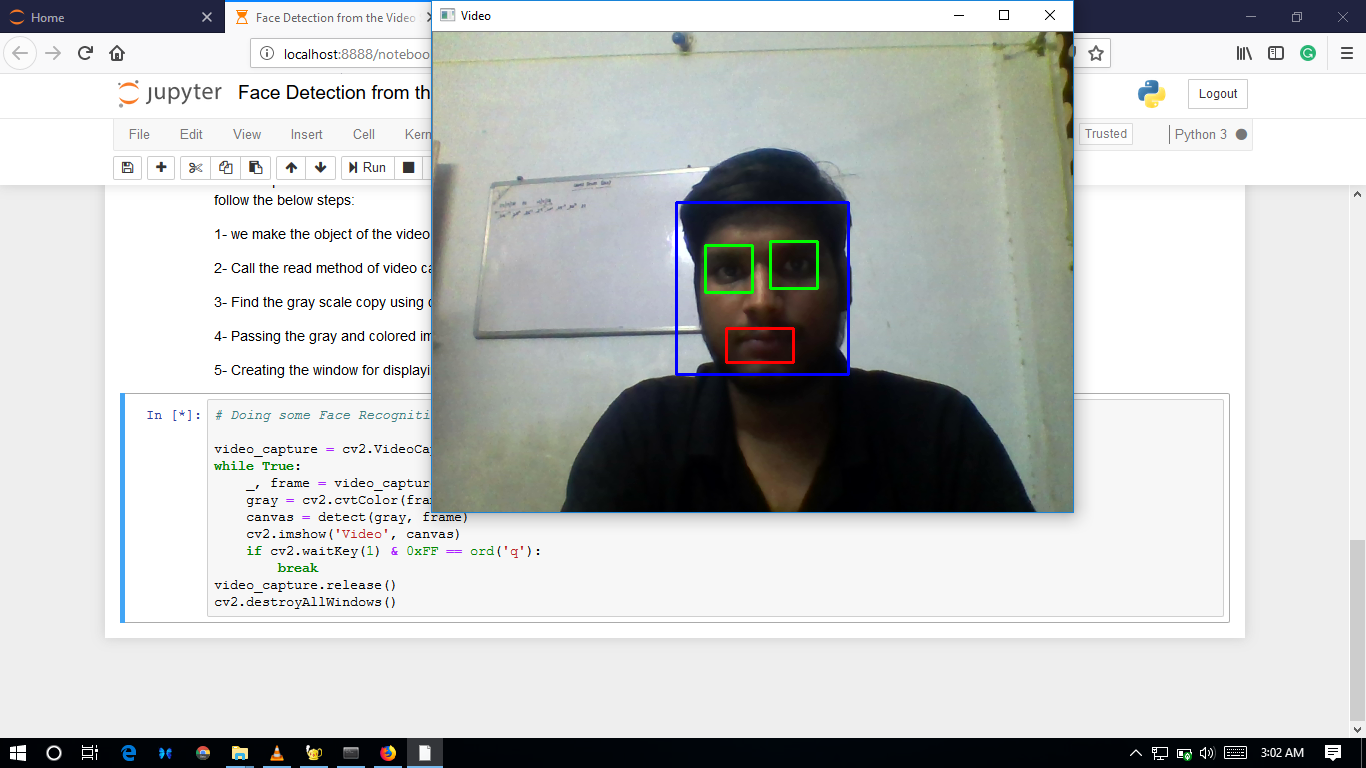 Home
Face Detection from the Video
Video
localhost:8888/noteboo
jupyter Face Detection from th
Logout
File Edit View Insert Cell Kern
Trusted Python 3
Run
follow the below steps:
1- we make the object of the video
2- Call the read method of video ca
3- Find the gray scale copy using
4- Passing the gray and colored im
5- Creating the window for displayi
In [*]:
# Doing some Face Recogniti
video_capture = cv2.VideoCa
while True:
_, frame = video_capture
gray = cv2.cvtColor(fra
canvas = detect(gray, frame)
cv2.imshow('Video', canvas)
if cv2.waitKey(1) & 0xFF == ord('q'):
break
video_capture.release()
cv2.destroyAllWindows()
3:02 AM